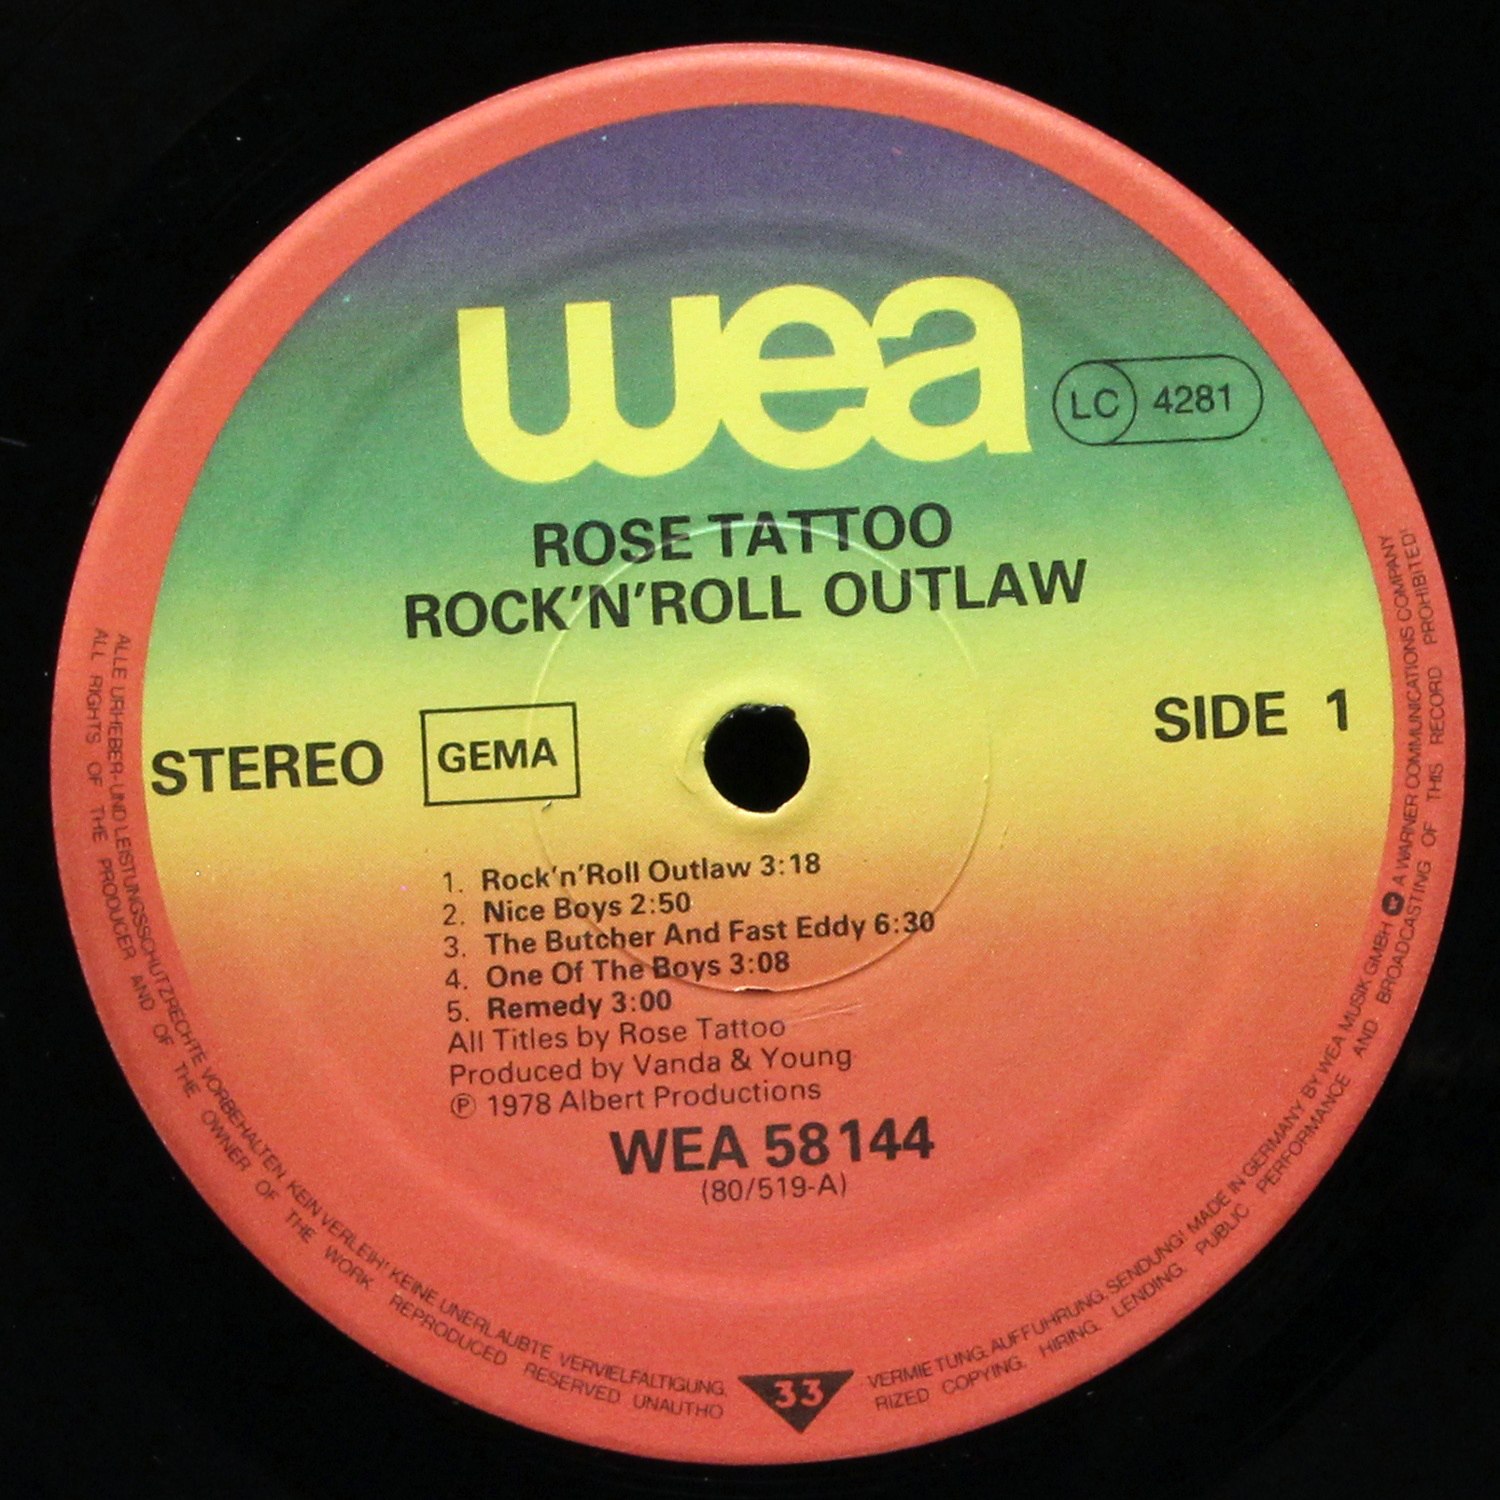 wea
LC 4281
ROSE TATTOO
ROCK'N'ROLL OUTLAW
STEREO GEMA
SIDE 1
1. Rock'n'Roll Outlaw 3:18
2. Nice Boys 2:50
3. The Butcher And Fast Eddy 6:30
4. One Of The Boys 3:08
5. Remedy 3:00
All Titles by Rose Tattoo
Produced by Vanda & Young
Ⓟ 1978 Albert Productions
WEA 58 144
(80/519-A)
ALLE URHEBER- UND LEISTUNGSSCHUTZRECHTE VORBEHALTEN, KEIN VERLEIH! KEINE UNERLAUBTE VERVIELFÄLTIGUNG, VERMIETUNG, AUFFÜHRUNG, SENDUNG! MADE IN GERMANY BY WEA MUSIK GMBH A WARNER COMMUNICATIONS COMPANY
ALL RIGHTS OF THE PRODUCER AND OF THE OWNER OF THE WORK REPRODUCED RESERVED UNAUTHORIZED COPYING, HIRING, LENDING, PUBLIC PERFORMANCE AND BROADCASTING OF THIS RECORD PROHIBITED!
33